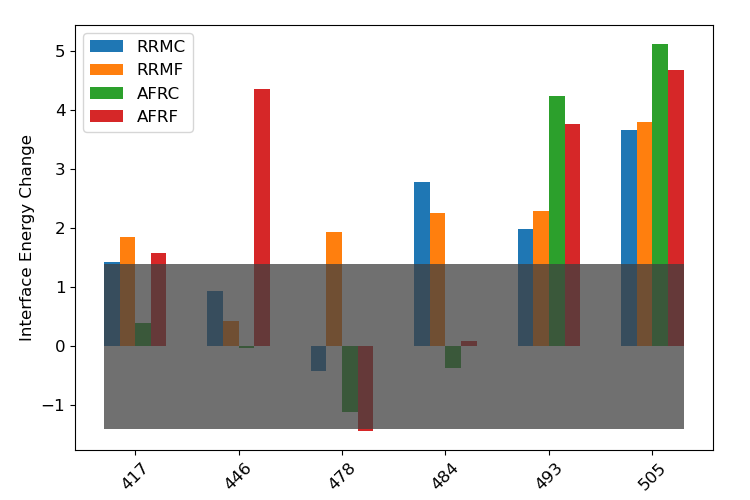 RRMC
RRMF
AFRC
AFRF
Interface Energy Change
5
4
3
2
1
0
−1
417
446
478
484
493
505